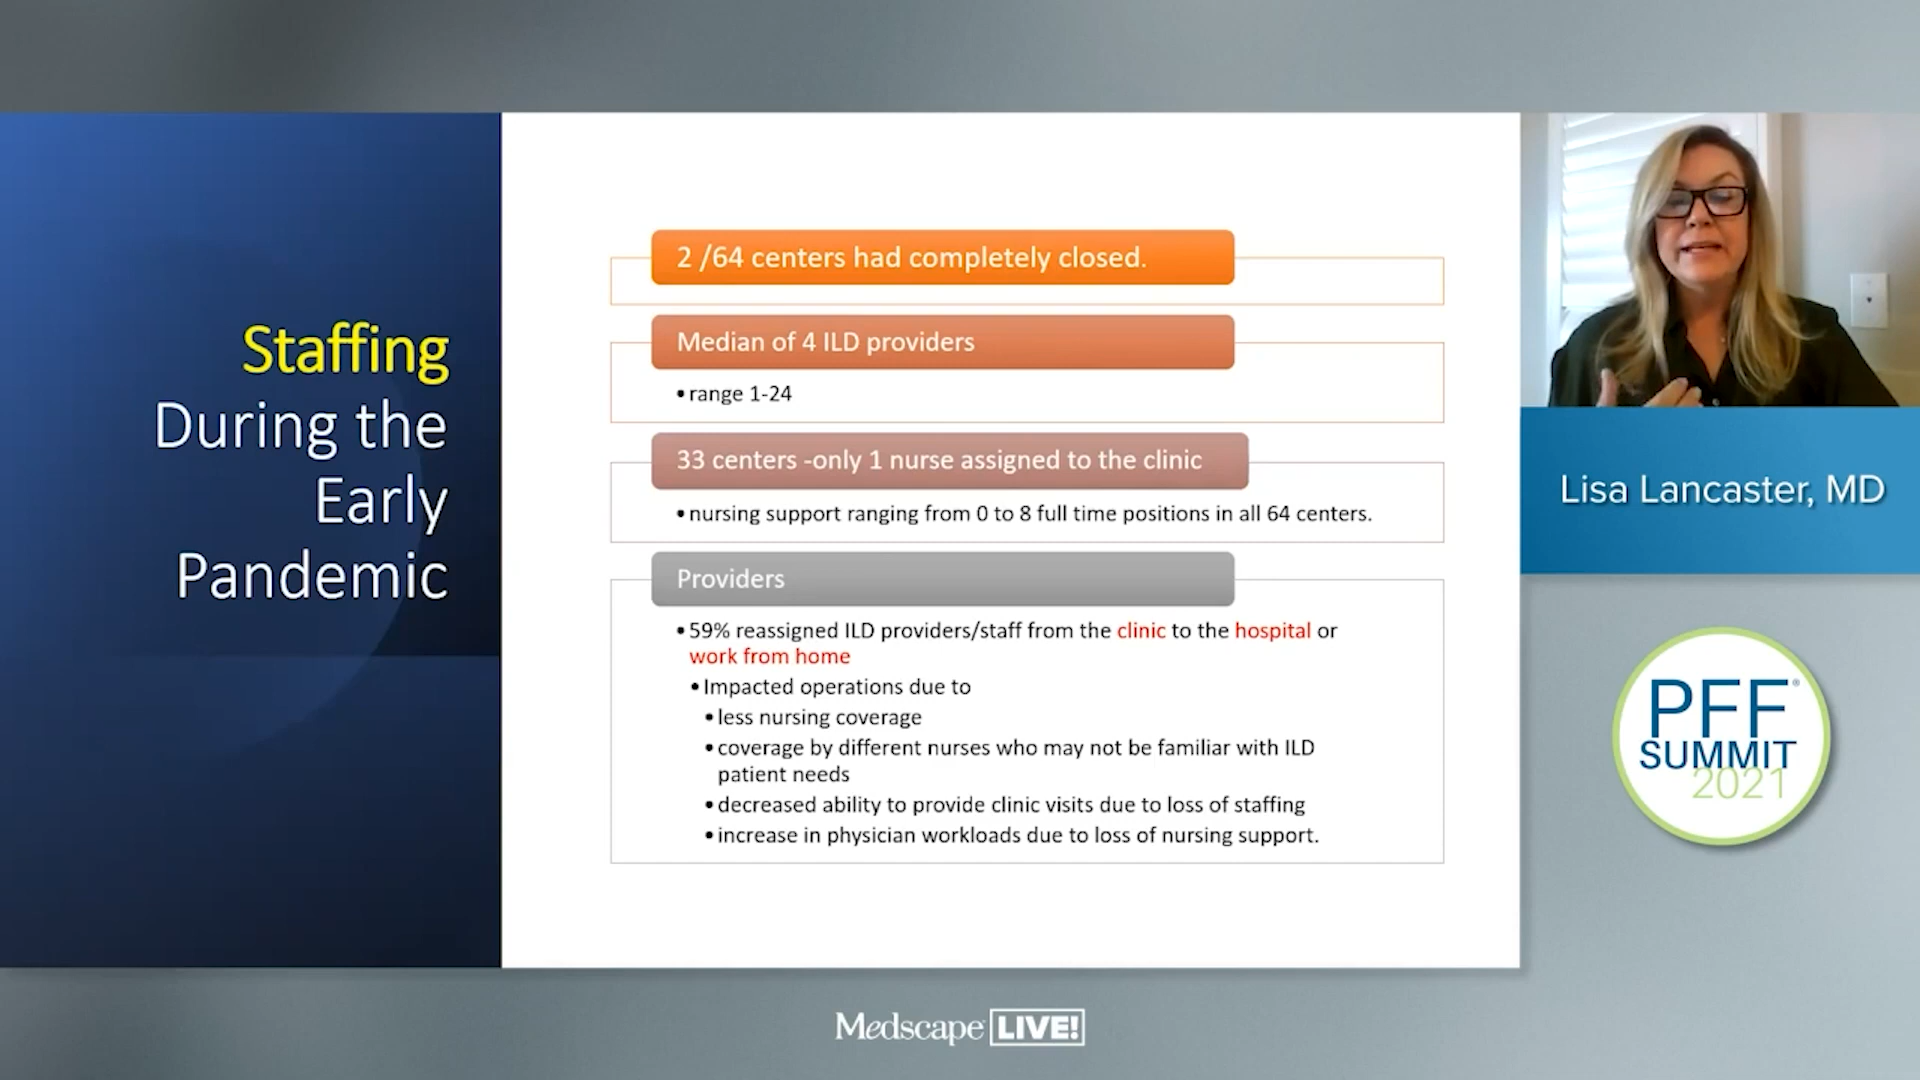 Staffing
During the
Early
Pandemic
2 /64 centers had completely closed.
Median of 4 ILD providers
• range 1-24
33 centers -only 1 nurse assigned to the clinic
• nursing support ranging from 0 to 8 full time positions in all 64 centers.
Providers
• 59% reassigned ILD providers/staff from the clinic to the hospital or
work from home
• Impacted operations due to
• less nursing coverage
• coverage by different nurses who may not be familiar with ILD
patient needs
• decreased ability to provide clinic visits due to loss of staffing
• increase in physician workloads due to loss of nursing support.
Lisa Lancaster, MD
PFF®
SUMMIT
2021
Medscape LIVE!